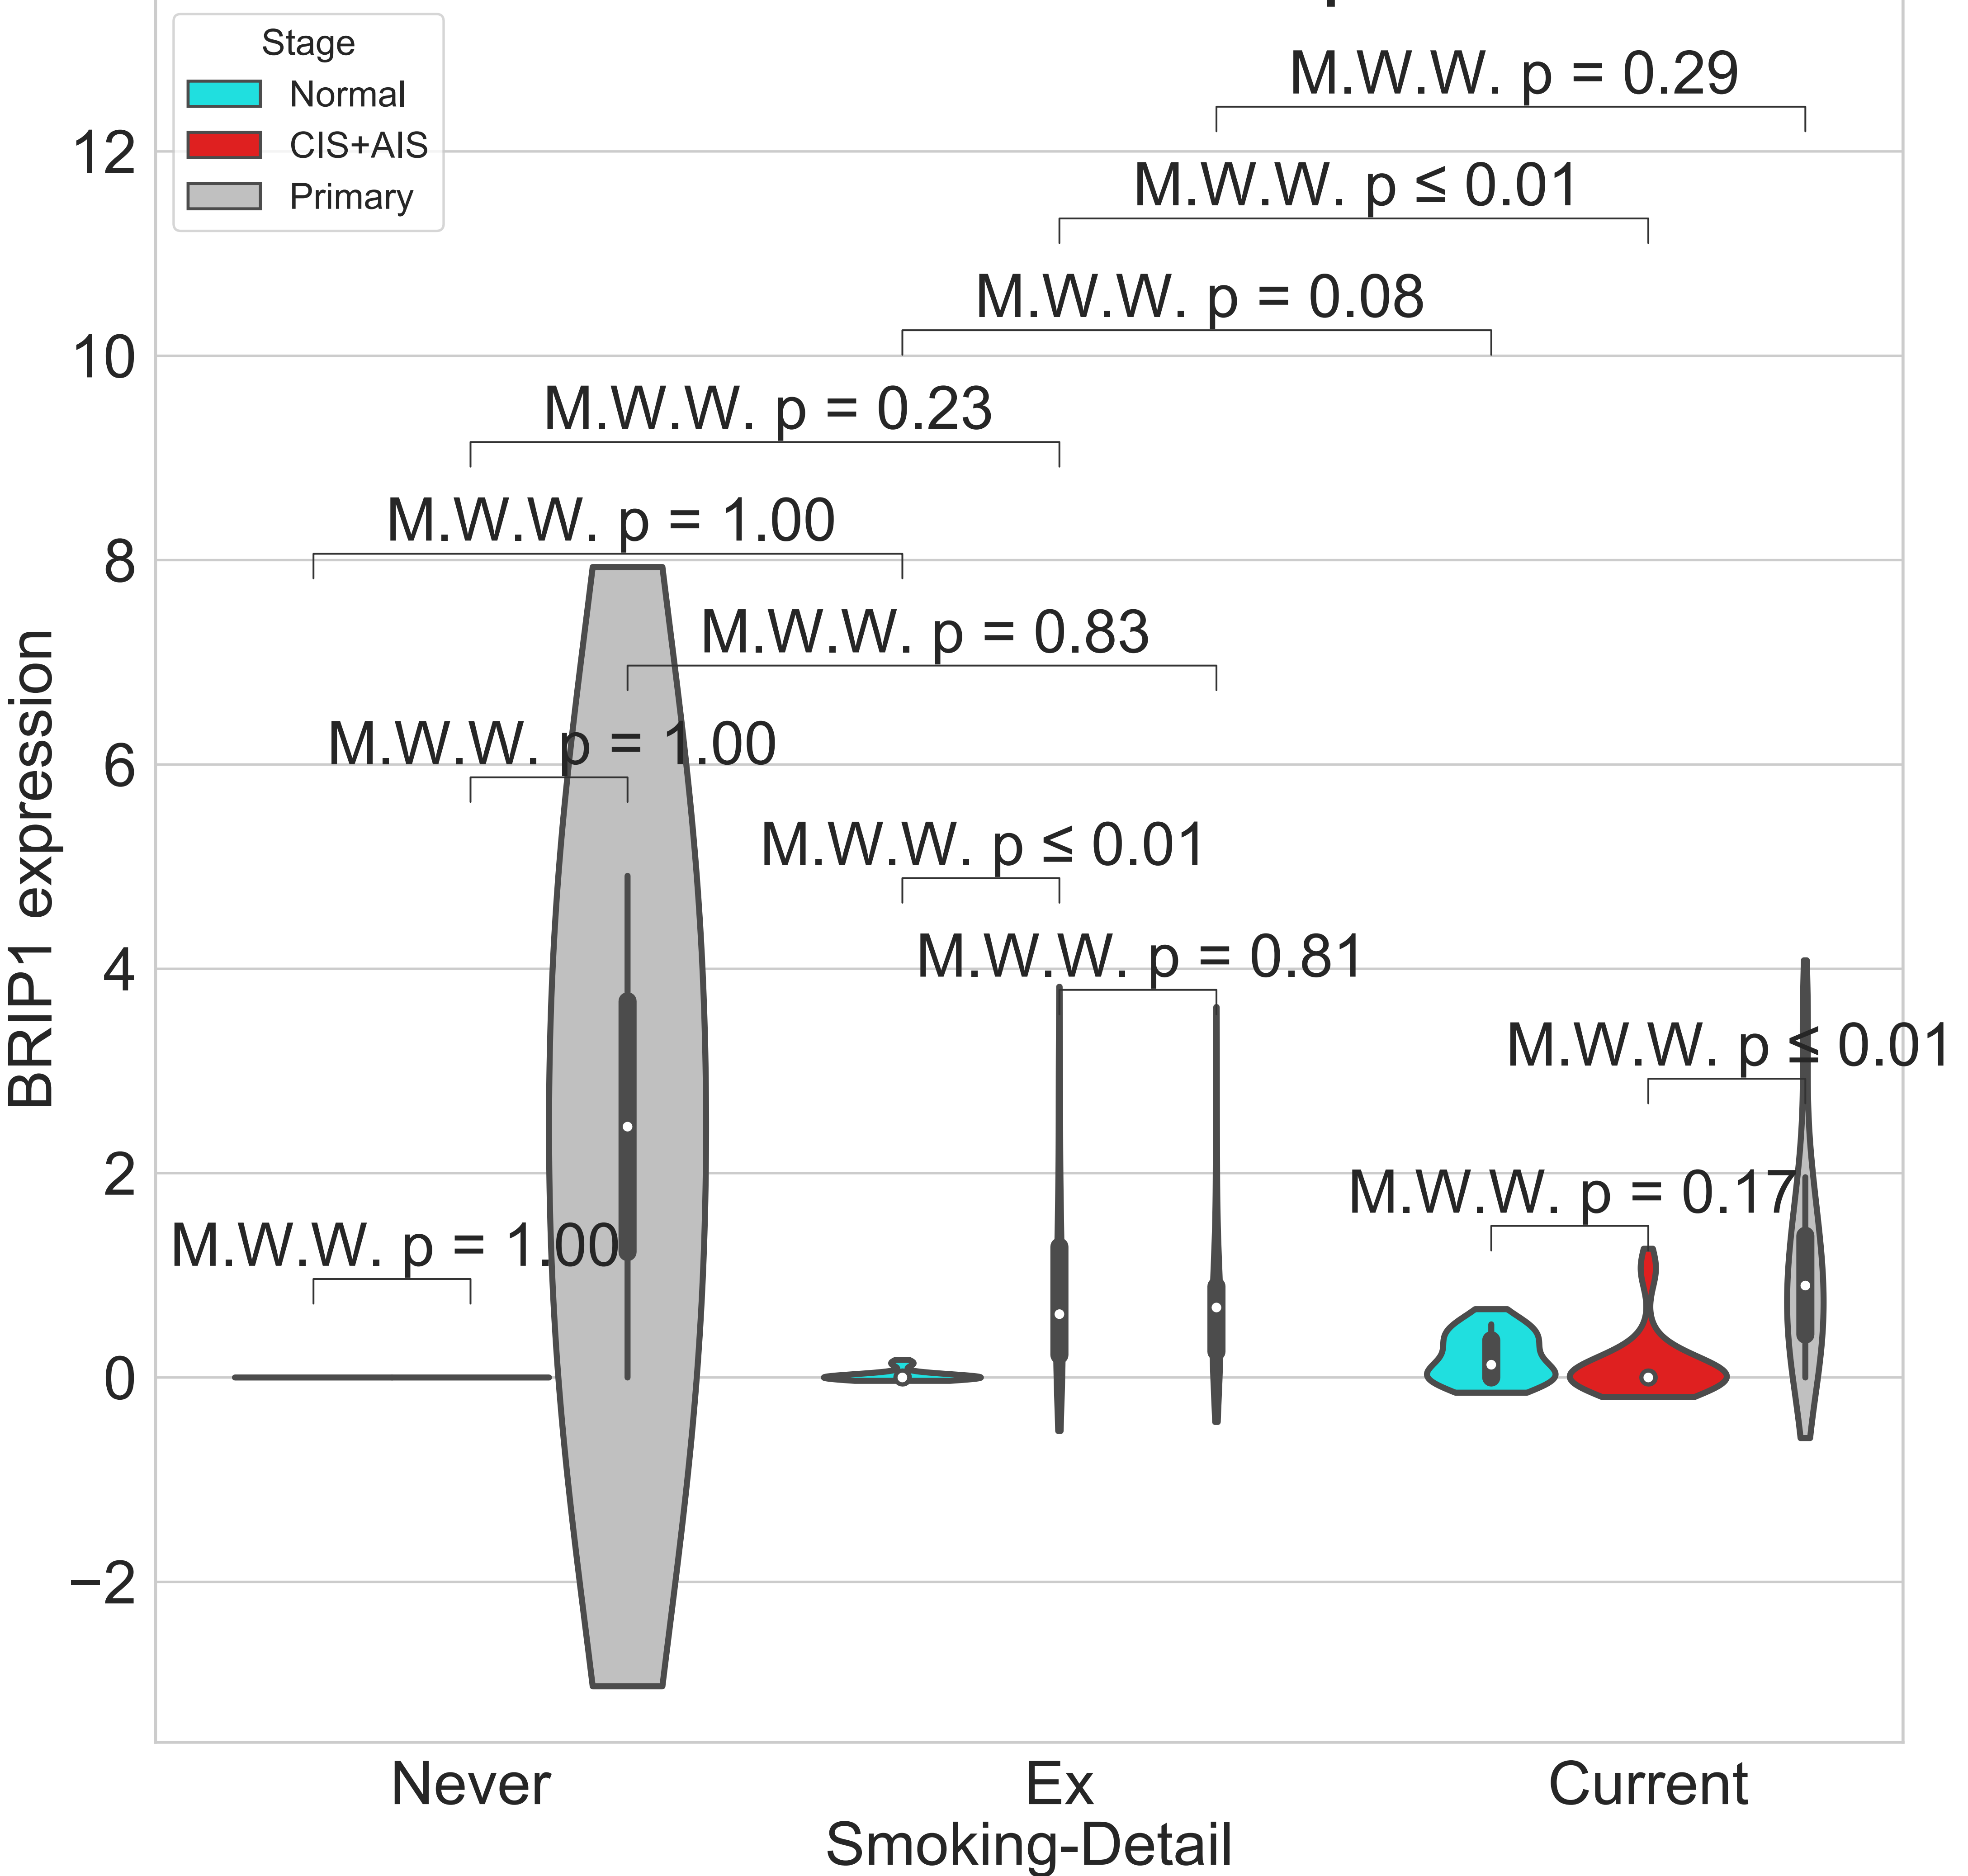 Stage
Normal
CIS+AIS
Primary
M.W.W. p = 0.29
12
M.W.W. p ≤ 0.01
M.W.W. p = 0.08
10
M.W.W. p = 0.23
M.W.W. p = 1.00
8
M.W.W. p = 0.83
M.W.W. p = 1.00
6
M.W.W. p ≤ 0.01
M.W.W. p = 0.81
4
M.W.W. p ≤ 0.01
2
M.W.W. p = 0.17
M.W.W. p = 1.00
0
−2
BRIP1 expression
Never
Ex
Current
Smoking-Detail